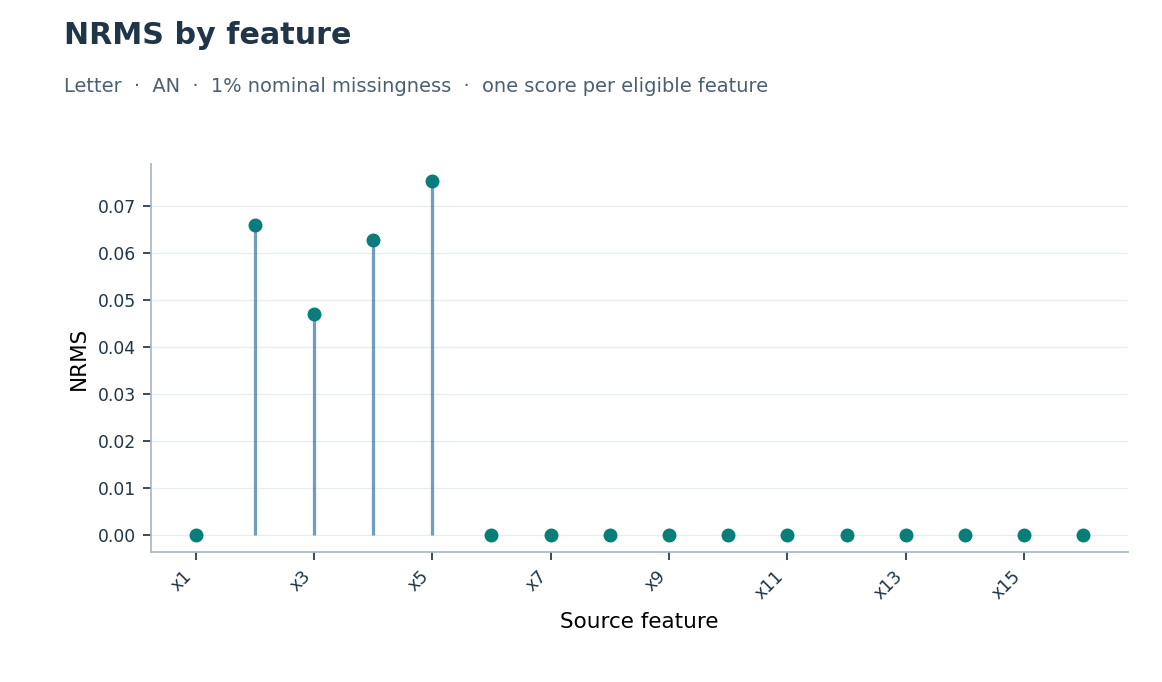 NRMS by feature
Letter · AN · 1% nominal missingness · one score per eligible feature
0.07
0.06
0.05
0.04
0.03
0.02
0.01
0.00
NRMS
x1 x3 x5 x7 x9 x11 x13 x15
Source feature